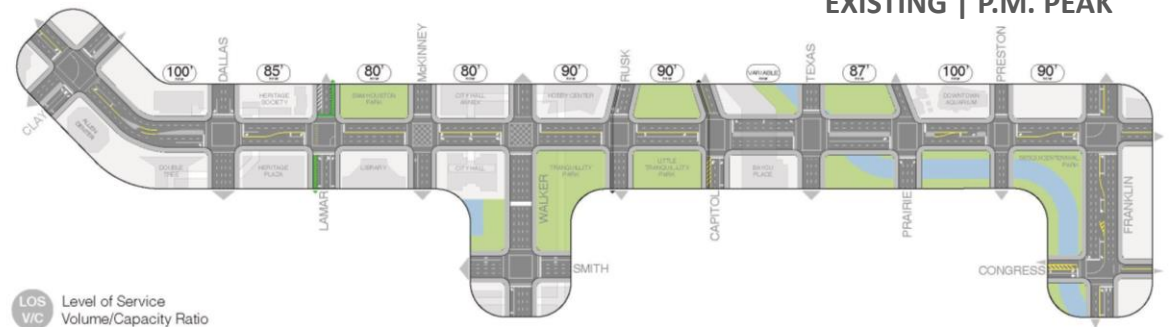 EXISTING | P.M. PEAK
100'
85'
80'
80'
90'
90'
VARIABLE
87'
100'
90'
DALLAS
McKINNEY
RUSK
TEXAS
PRESTON
HERITAGE
SOCIETY
SAM HOUSTON
PARK
CITY HALL
ANNEX
HOBBY CENTER
DOWNTOWN
AQUARIUM
CLAY
ALLEN
CENTER
DOUBLE
TREE
HERITAGE
PLAZA
LIBRARY
CITY HALL
TRANQUILITY
PARK
LITTLE
TRANQUILITY
PARK
BAYOU
PLACE
PARK
LAMAR
WALKER
CAPITOL
PRAIRIE
FRANKLIN
SMITH
CONGRESS
LOS
V/C
Level of Service
Volume/Capacity Ratio